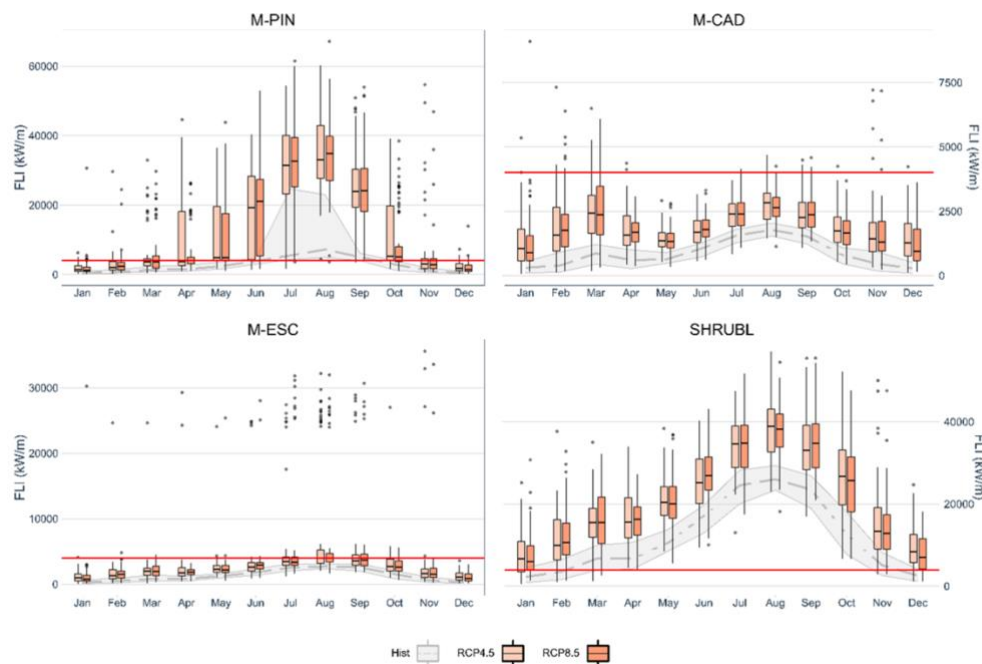 M-PIN
M-CAD
60000
40000
20000
0
FLI (kW/m)
Jan Feb Mar Apr May Jun Jul Aug Sep Oct Nov Dec
7500
5000
2500
0
FLI (kW/m)
Jan Feb Mar Apr May Jun Jul Aug Sep Oct Nov Dec
M-ESC
SHRUBL
30000
20000
10000
0
FLI (kW/m)
Jan Feb Mar Apr May Jun Jul Aug Sep Oct Nov Dec
40000
20000
0
FLI (kW/m)
Jan Feb Mar Apr May Jun Jul Aug Sep Oct Nov Dec
Hist RCP4.5 RCP8.5